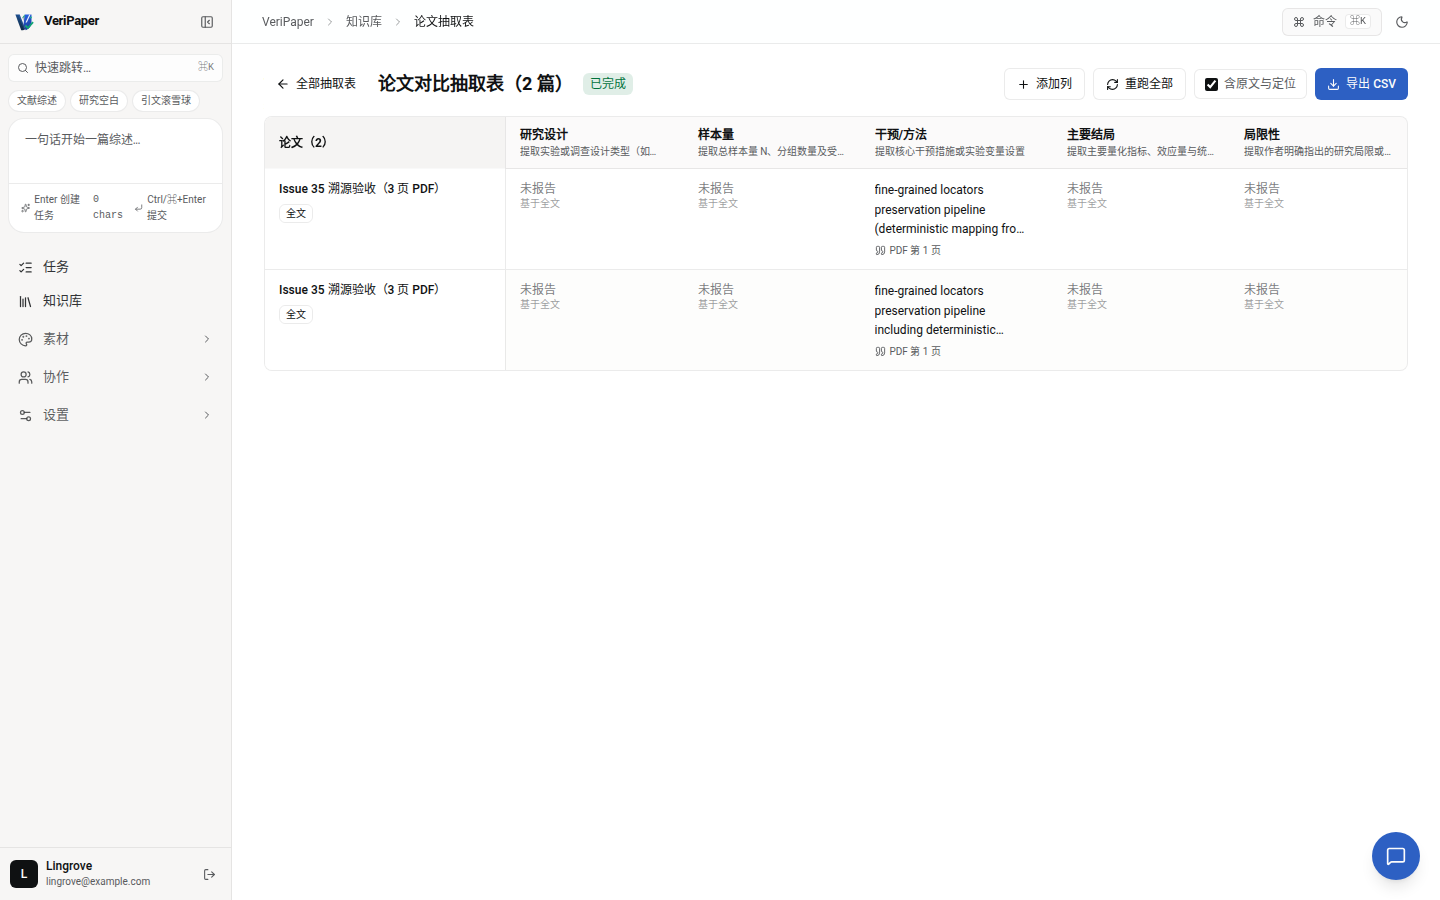 VeriPaper
快速跳转...
⌘K
文献综述
研究空白
引文滚雪球
一句话开始一篇综述...
Enter 创建任务
0 chars
Ctrl/⌘+Enter 提交
任务
知识库
素材
协作
设置
L
Lingrove
lingrove@example.com
VeriPaper
知识库
论文抽取表
命令
⌘K
全部抽取表
论文对比抽取表（2 篇）
已完成
添加列
重跑全部
含原文与定位
导出 CSV
论文（2）
研究设计
提取实验或调查设计类型（如...
样本量
提取总样本量 N、分组数量及受...
干预/方法
提取核心干预措施或实验变量设置
主要结局
提取主要量化指标、效应量与统...
局限性
提取作者明确指出的研究局限或...
Issue 35 溯源验收（3 页 PDF）
全文
未报告
基于全文
未报告
基于全文
fine-grained locators
preservation pipeline
(deterministic mapping fro...
PDF 第 1 页
未报告
基于全文
未报告
基于全文
Issue 35 溯源验收（3 页 PDF）
全文
未报告
基于全文
未报告
基于全文
fine-grained locators
preservation pipeline
including deterministic...
PDF 第 1 页
未报告
基于全文
未报告
基于全文